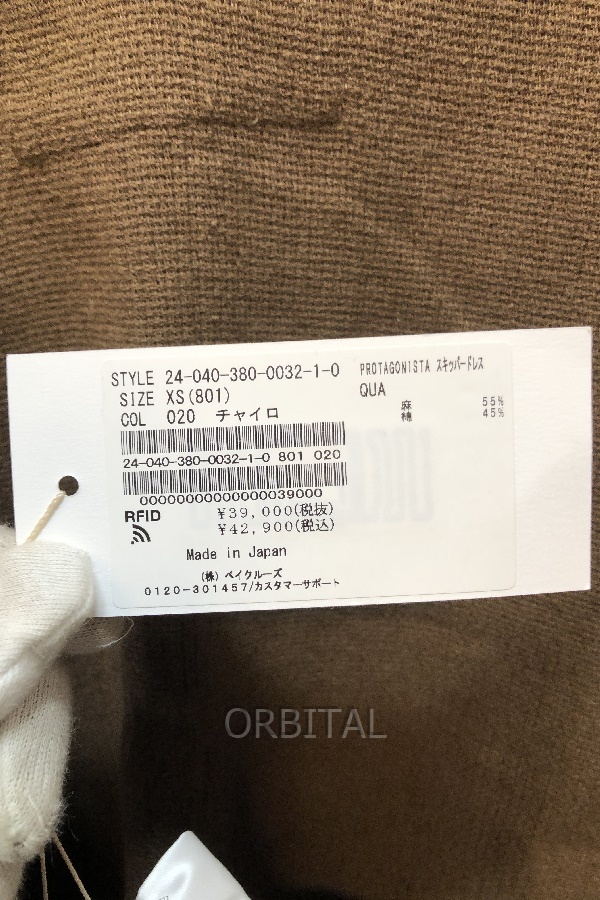 STYLE 24-040-380-0032-1-0
SIZE XS(801)
COL 020 チャイロ
PROTAGONISTA スキッパードレス
QUA
麻 55%
綿 45%
24-040-380-0032-1-0 801 020
00000000000000039000
RFID
¥39,000(税抜)
¥42,900(税込)
Made in Japan
(株) ベイクルーズ
0120-301457/カスタマーサポート
ORBITAL